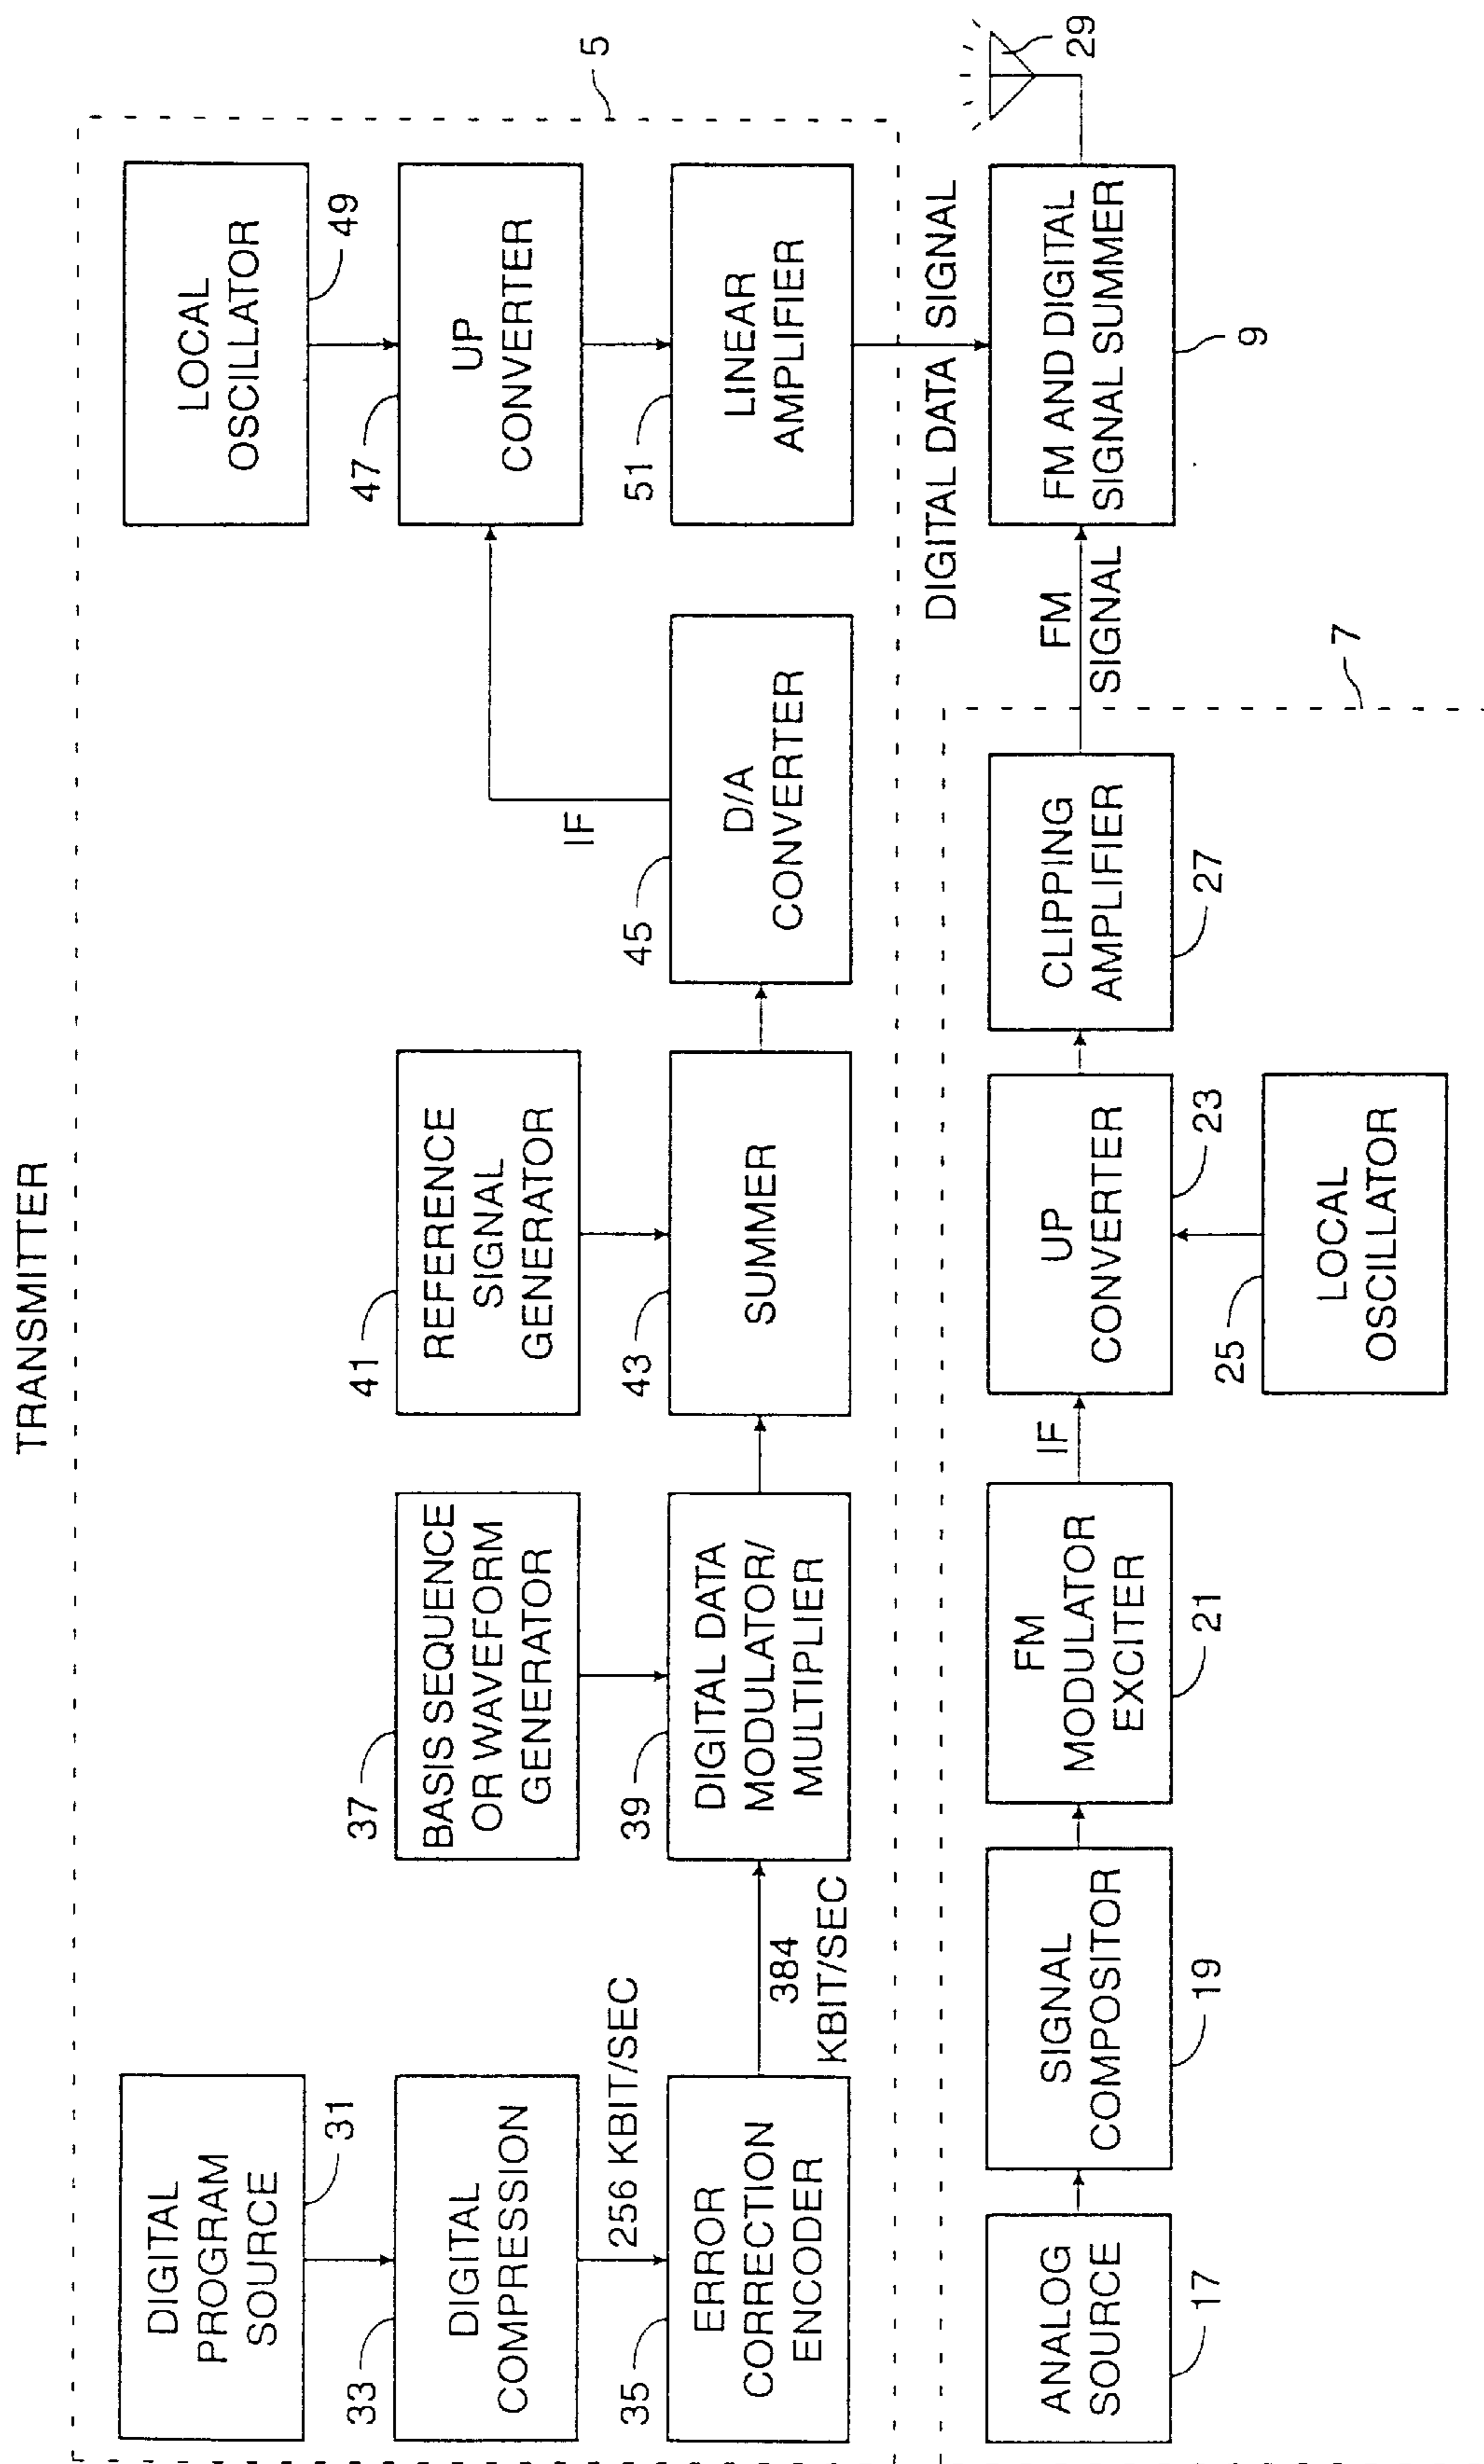 TRANSMITTER
5
DIGITAL
PROGRAM
SOURCE
31
33
DIGITAL
COMPRESSION
256 KBIT/SEC
35
ERROR
CORRECTION
ENCODER
384
KBIT/SEC
37
BASIS SEQUENCE
OR WAVEFORM
GENERATOR
39
DIGITAL DATA
MODULATOR/
MULTIPLIER
41
REFERENCE
SIGNAL
GENERATOR
43
SUMMER
45
D/A
CONVERTER
IF
LOCAL
OSCILLATOR
49
47
UP
CONVERTER
51
LINEAR
AMPLIFIER
DIGITAL DATA SIGNAL
ANALOG
SOURCE
17
SIGNAL
COMPOSITOR
19
FM
MODULATOR
EXCITER
21
IF
UP
CONVERTER
23
25
LOCAL
OSCILLATOR
CLIPPING
AMPLIFIER
27
7
FM
SIGNAL
FM AND DIGITAL
SIGNAL SUMMER
9
29